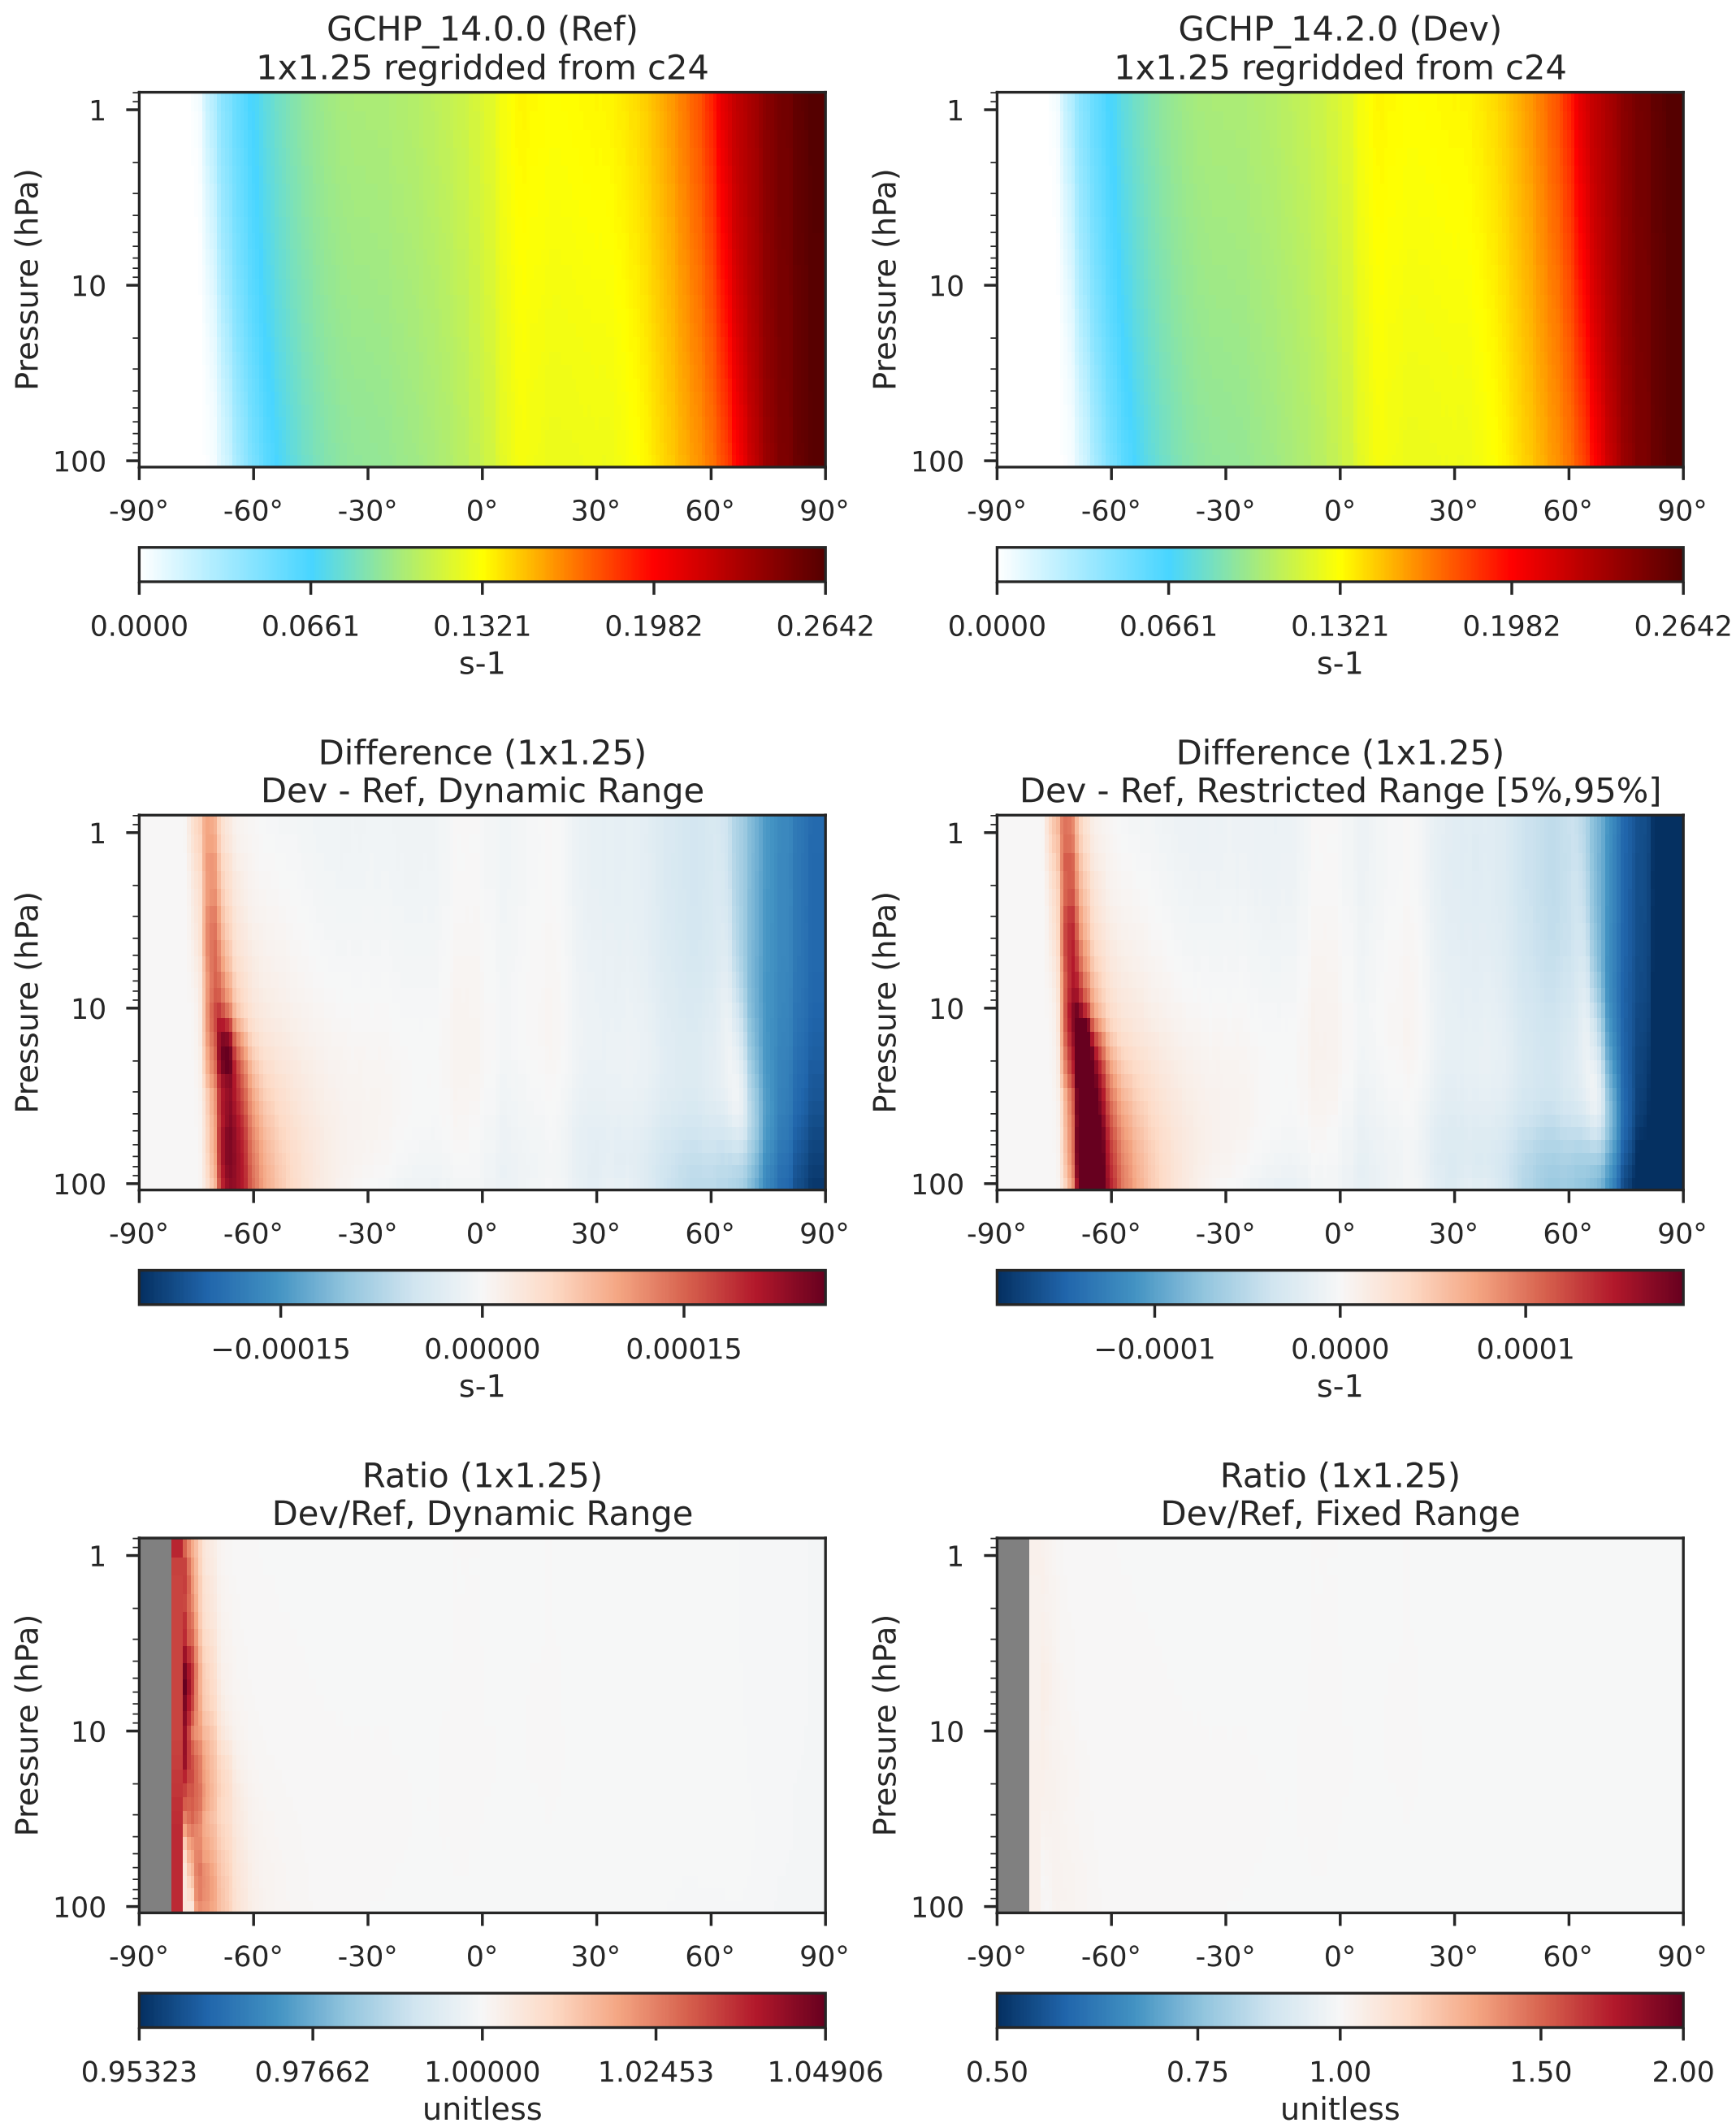 GCHP_14.0.0 (Ref)
1x1.25 regridded from c24
GCHP_14.2.0 (Dev)
1x1.25 regridded from c24
Pressure (hPa)
1
10
100
-90° -60° -30° 0° 30° 60° 90°
0.0000 0.0661 0.1321 0.1982 0.2642
s-1
Pressure (hPa)
1
10
100
-90° -60° -30° 0° 30° 60° 90°
0.0000 0.0661 0.1321 0.1982 0.2642
s-1
Difference (1x1.25)
Dev - Ref, Dynamic Range
Difference (1x1.25)
Dev - Ref, Restricted Range [5%,95%]
Pressure (hPa)
1
10
100
-90° -60° -30° 0° 30° 60° 90°
−0.00015 0.00000 0.00015
s-1
Pressure (hPa)
1
10
100
-90° -60° -30° 0° 30° 60° 90°
−0.0001 0.0000 0.0001
s-1
Ratio (1x1.25)
Dev/Ref, Dynamic Range
Ratio (1x1.25)
Dev/Ref, Fixed Range
Pressure (hPa)
1
10
100
-90° -60° -30° 0° 30° 60° 90°
0.95323 0.97662 1.00000 1.02453 1.04906
unitless
Pressure (hPa)
1
10
100
-90° -60° -30° 0° 30° 60° 90°
0.50 0.75 1.00 1.50 2.00
unitless